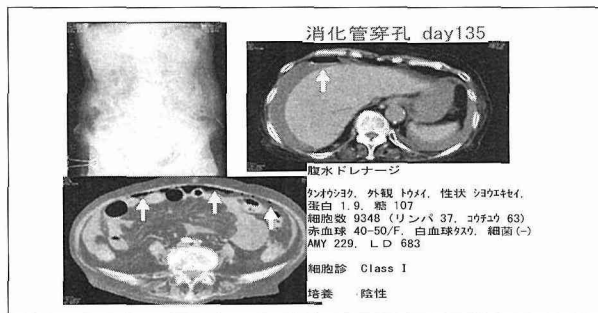 消化管穿孔 day135
腹水ドレナージ
タンオウショク, 外観 トウメイ, 性状 ショウエキセイ,
蛋白 1.9, 糖 107
細胞数 9348 (リンパ 37, コウチュウ 63)
赤血球 40-50/F, 白血球タスウ, 細菌(-)
AMY 229, LD 683
細胞診 Class I
培養 陰性